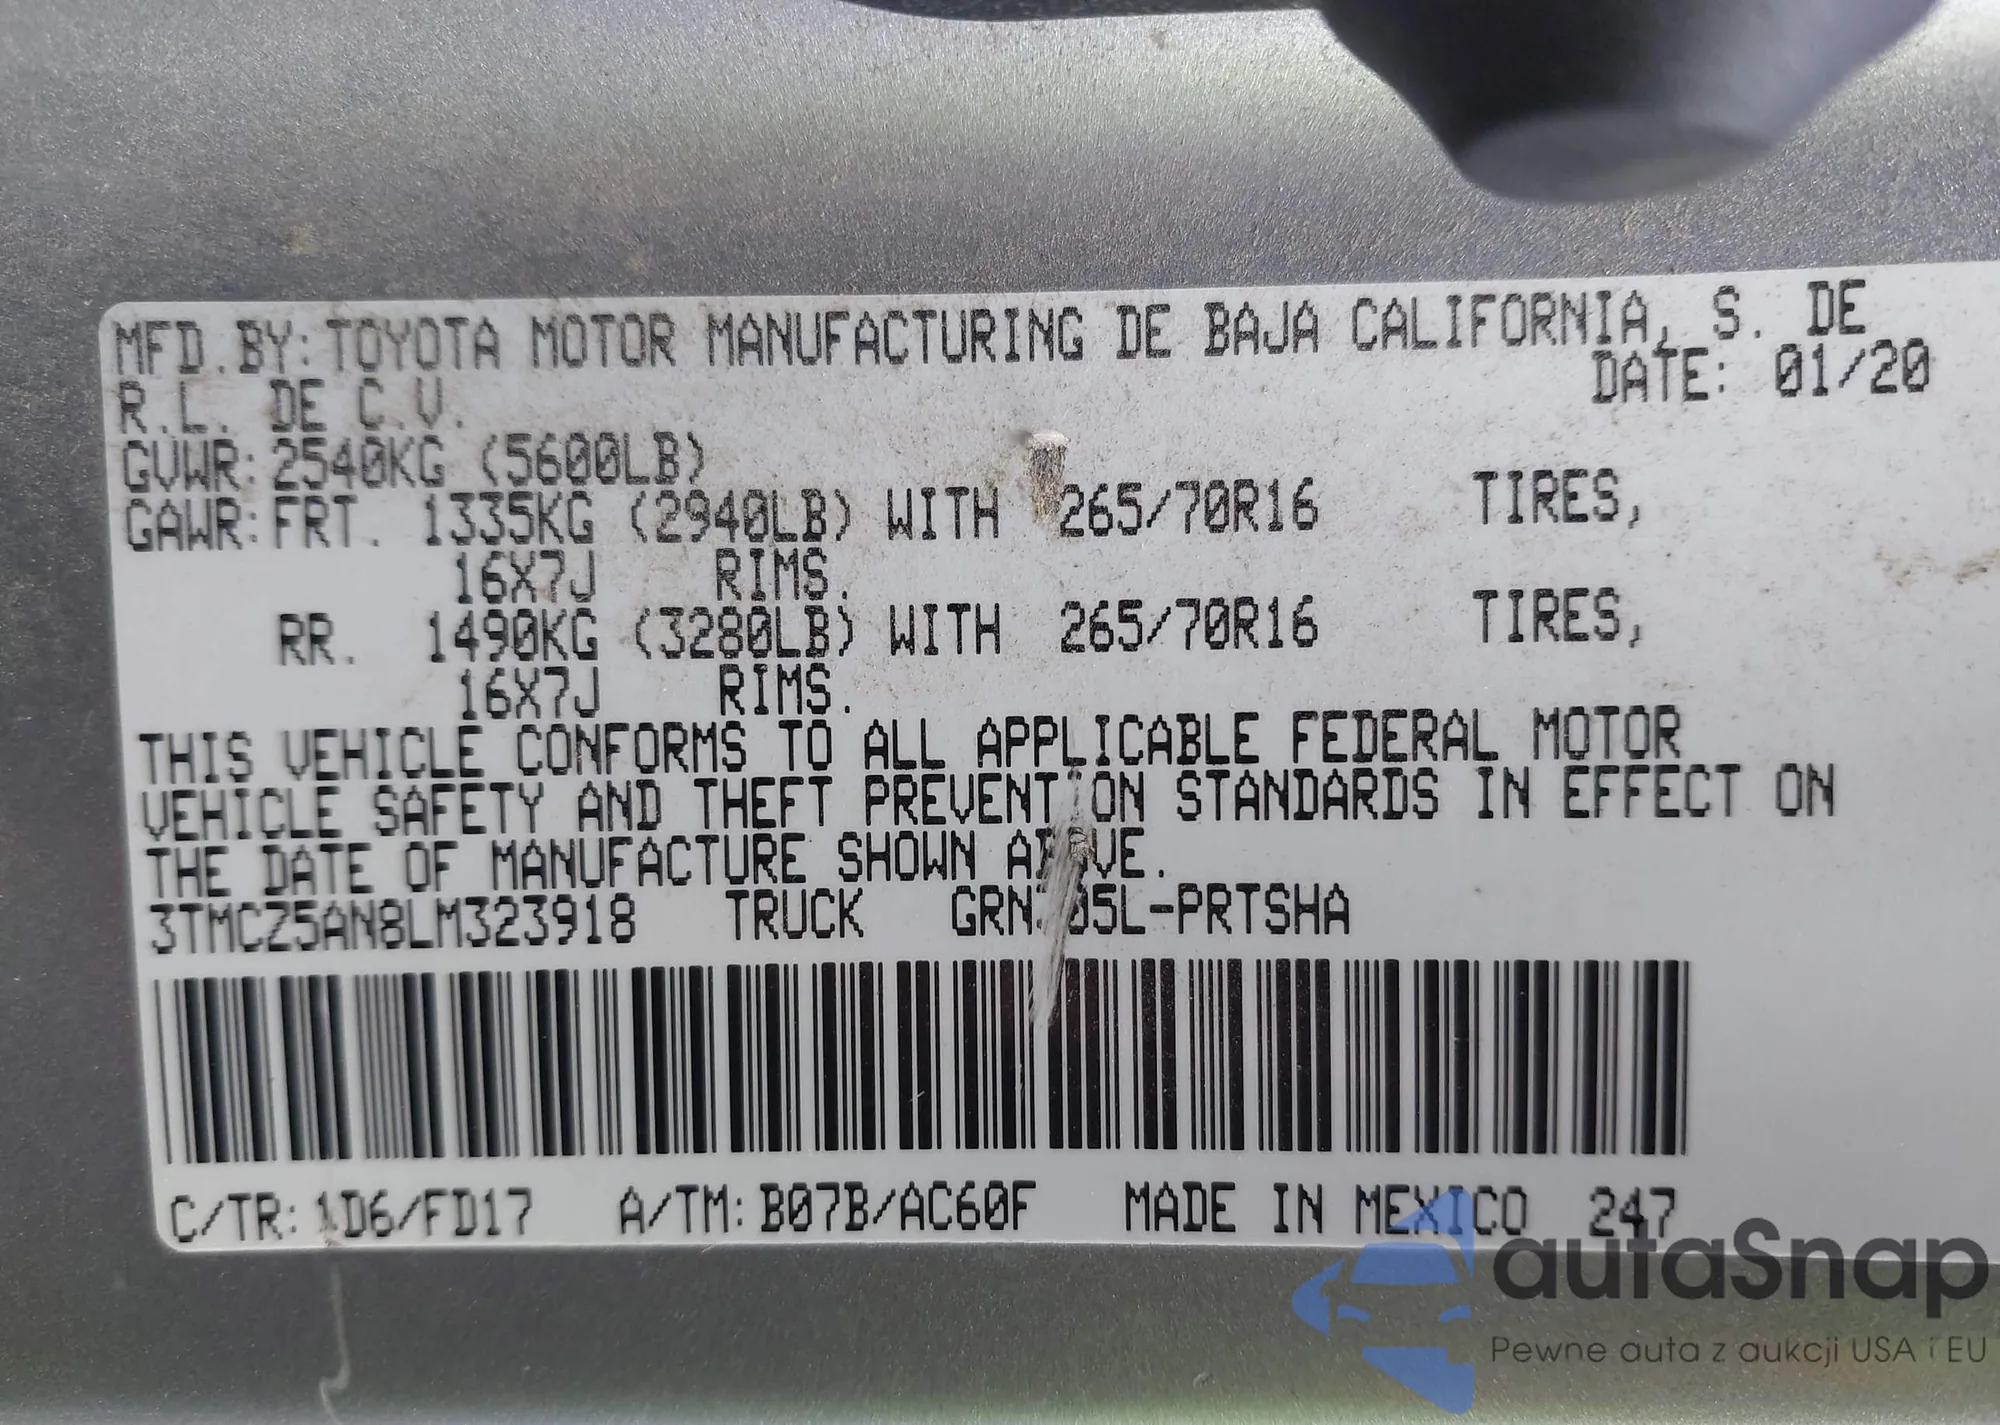 MFD.BY:TOYOTA MOTOR MANUFACTURING DE BAJA CALIFORNIA, S. DE
R.L. DE C.V. DATE: 01/20
GVWR:2540KG (5600LB)
GAWR:FRT. 1335KG (2940LB) WITH 265/70R16 TIRES,
16X7J RIMS.
RR. 1490KG (3280LB) WITH 265/70R16 TIRES,
16X7J RIMS.
THIS VEHICLE CONFORMS TO ALL APPLICABLE FEDERAL MOTOR
VEHICLE SAFETY AND THEFT PREVENTION STANDARDS IN EFFECT ON
THE DATE OF MANUFACTURE SHOWN ABOVE.
3TMCZ5AN8LM323918 TRUCK GRN305L-PRTSHA
C/TR: 1D6/FD17 A/TM: B07B/AC60F MADE IN MEXICO 247
autaSnap
Pewne auta z aukcji USA i EU